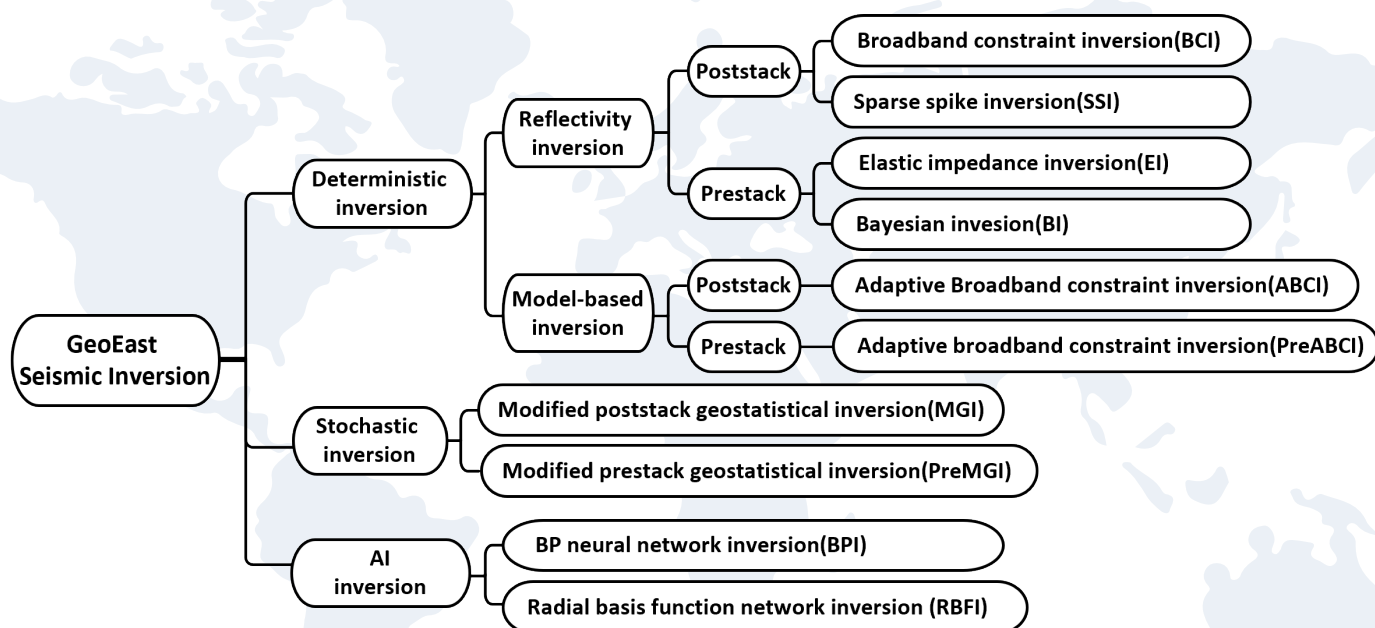 GeoEast
Seismic Inversion
Deterministic
inversion
Reflectivity
inversion
Poststack
Broadband constraint inversion(BCI)
Sparse spike inversion(SSI)
Prestack
Elastic impedance inversion(EI)
Bayesian invesion(BI)
Model-based
inversion
Poststack
Adaptive Broadband constraint inversion(ABCI)
Prestack
Adaptive broadband constraint inversion(PreABCI)
Stochastic
inversion
Modified poststack geostatistical inversion(MGI)
Modified prestack geostatistical inversion(PreMGI)
AI
inversion
BP neural network inversion(BPI)
Radial basis function network inversion (RBFI)